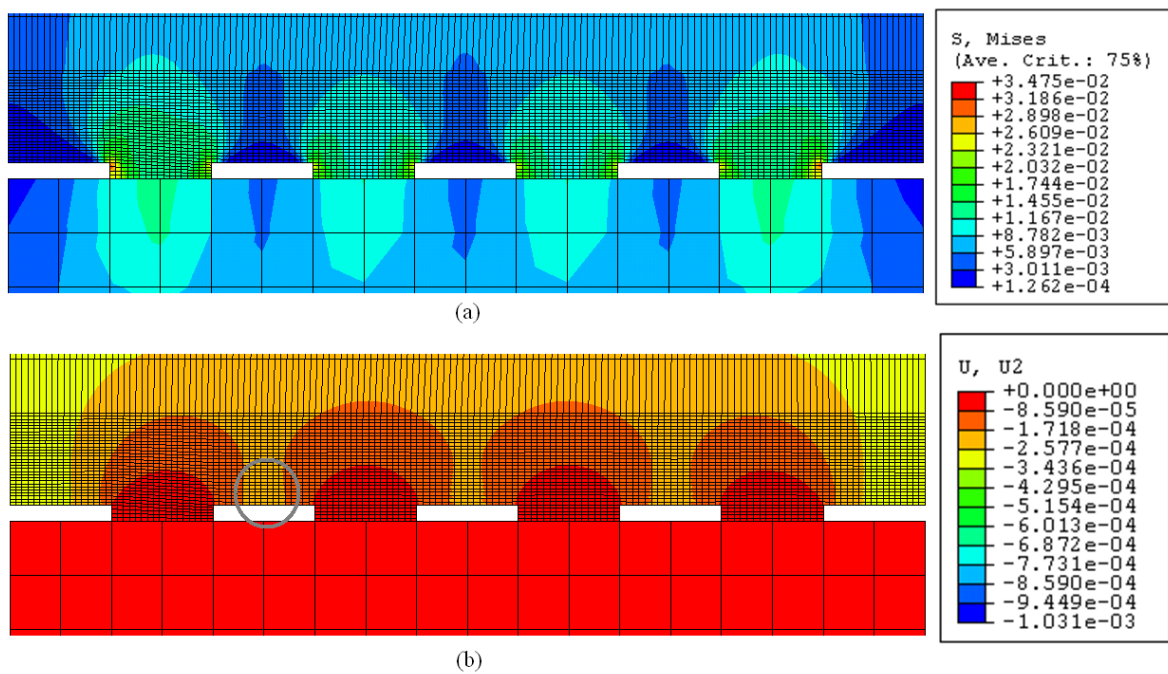 S, Mises
(Ave. Crit.: 75%)
+3.475e-02
+3.186e-02
+2.898e-02
+2.609e-02
+2.321e-02
+2.032e-02
+1.744e-02
+1.455e-02
+1.167e-02
+8.782e-03
+5.897e-03
+3.011e-03
+1.262e-04
(a)
U, U2
+0.000e+00
-8.590e-05
-1.718e-04
-2.577e-04
-3.436e-04
-4.295e-04
-5.154e-04
-6.013e-04
-6.872e-04
-7.731e-04
-8.590e-04
-9.449e-04
-1.031e-03
(b)